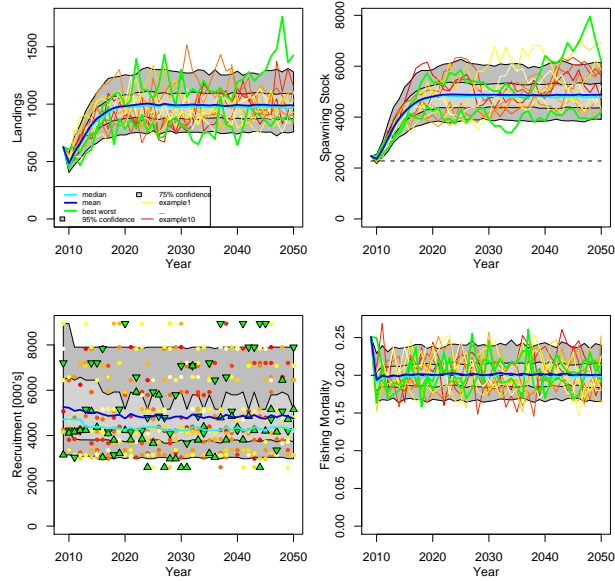 Landings
0 500 1000 1500
2010 2020 2030 2040 2050
Year
median
mean
best worst
95% confidence
75% confidence
example1
...
example10
Spawning Stock
0 2000 4000 6000 8000
2010 2020 2030 2040 2050
Year
Recruitment [000's]
0 2000 4000 6000 8000
2010 2020 2030 2040 2050
Year
Fishing Mortality
0.00 0.05 0.10 0.15 0.20 0.25
2010 2020 2030 2040 2050
Year